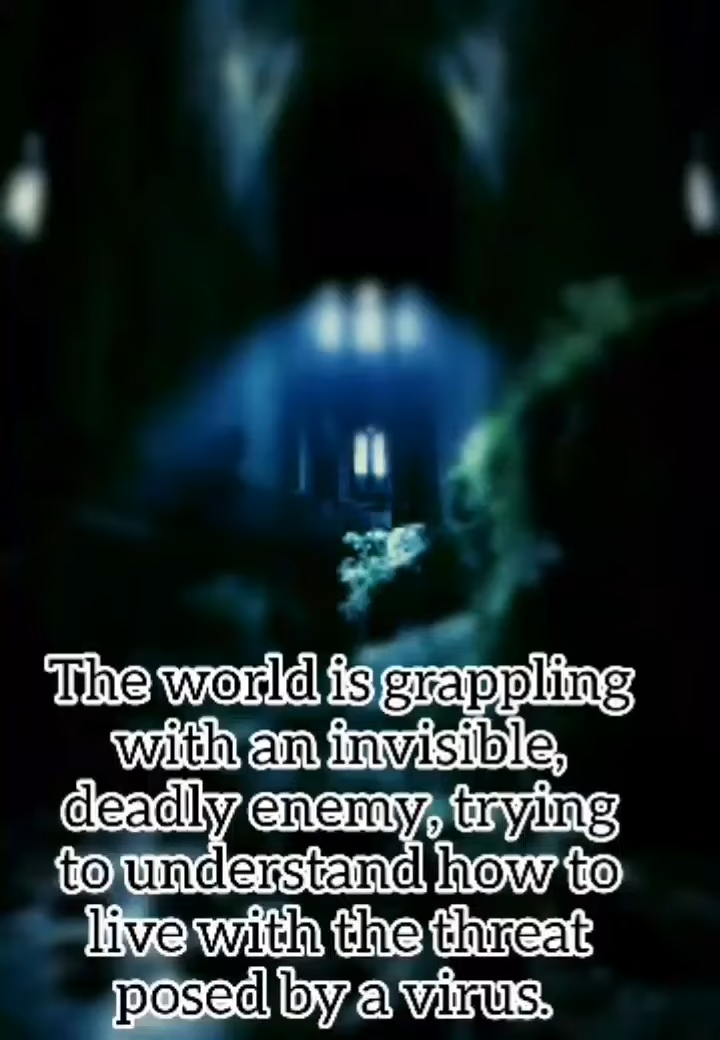 The world is grappling
with an invisible,
deadly enemy, trying
to understand how to
live with the threat
posed by a virus.